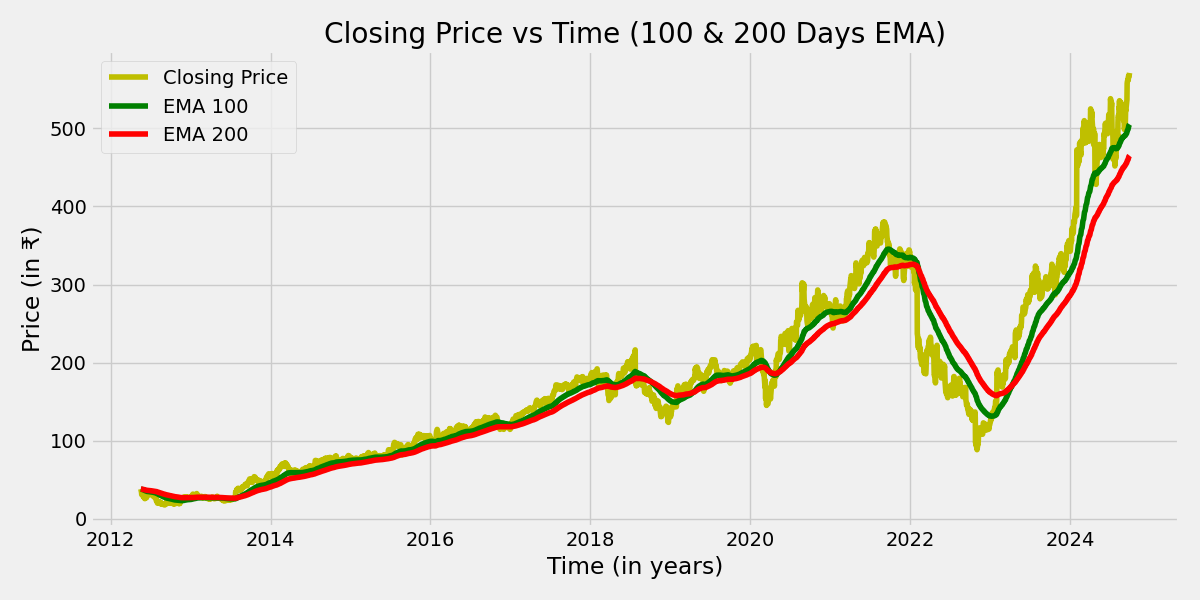 Closing Price vs Time (100 & 200 Days EMA)
Closing Price
EMA 100
EMA 200
Price (in ₹)
500
400
300
200
100
0
2012 2014 2016 2018 2020 2022 2024
Time (in years)